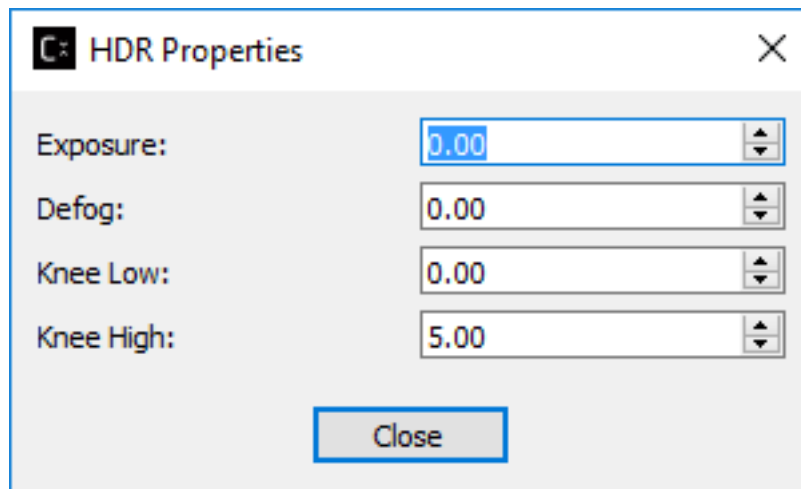 HDR Properties
Exposure: 0.00
Defog: 0.00
Knee Low: 0.00
Knee High: 5.00
Close